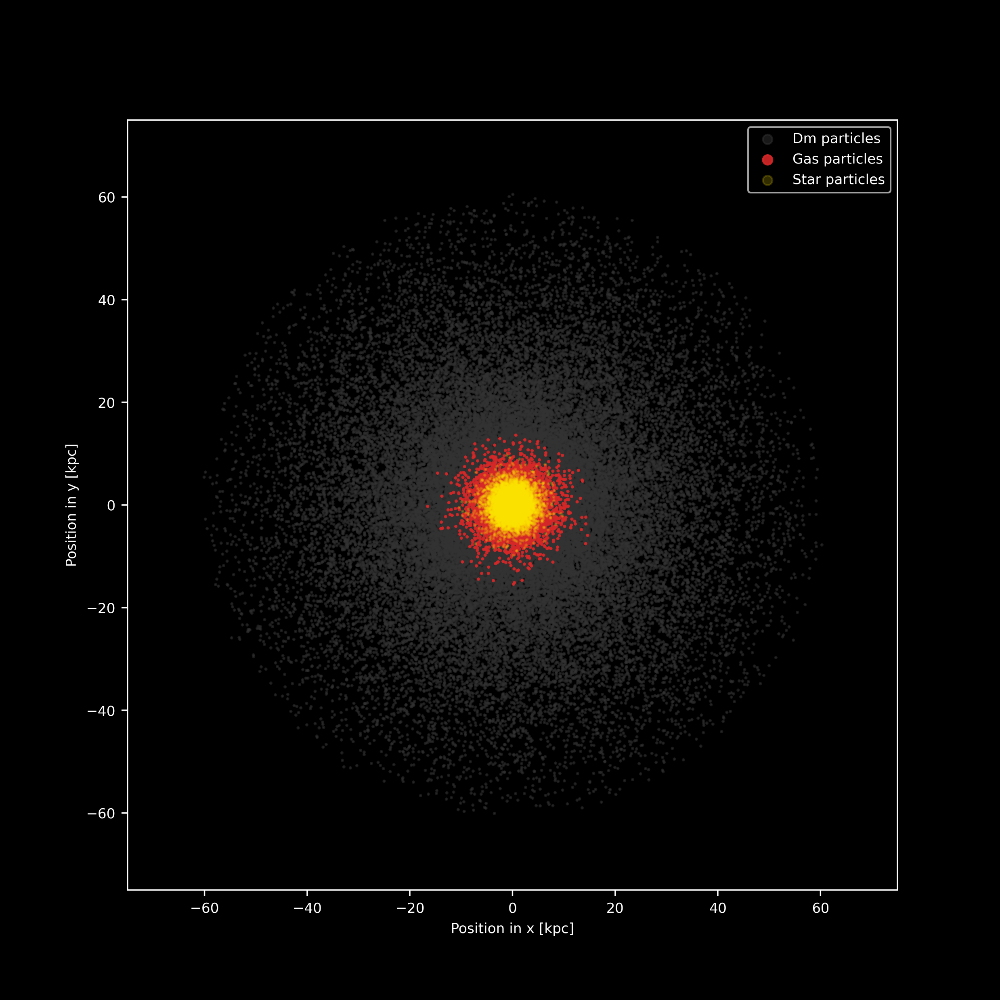 Dm particles
Gas particles
Star particles
60
40
20
0
−20
−40
−60
Position in y [kpc]
−60 −40 −20 0 20 40 60
Position in x [kpc]